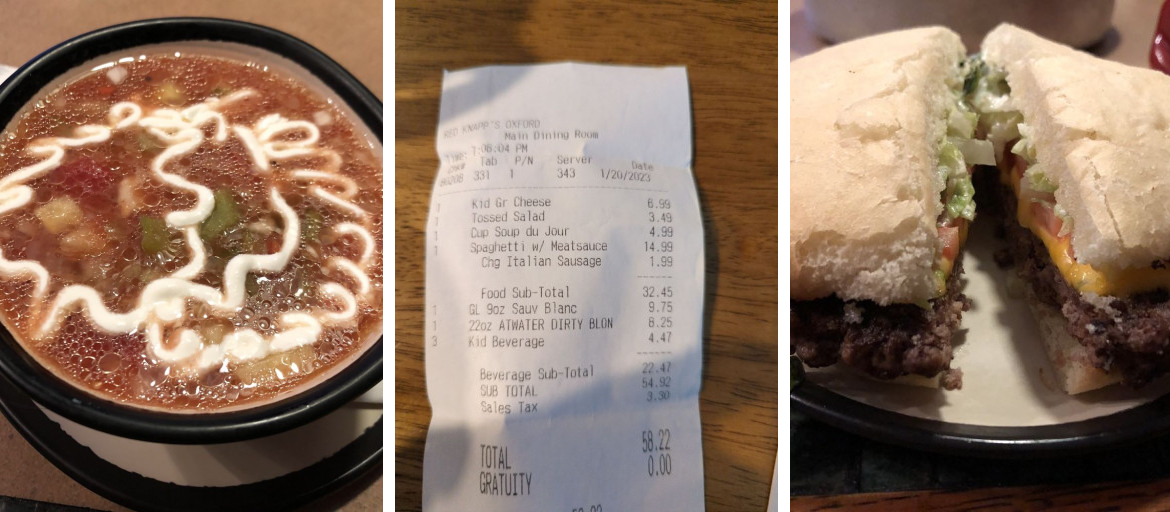 RED KNAPP'S OXFORD
Main Dining Room
TYME 1:06:04 PM
Tab P/N Server Date
331 1 343 1/20/2023
1 Kid Gr Cheese 6.99
1 Tossed Salad 3.49
1 Cup Soup du Jour 4.99
1 Spaghetti w/ Meatsauce 14.99
Chg Italian Sausage 1.99
Food Sub-Total 32.45
1 GL 9oz Sauv Blanc 9.75
1 22oz ATWATER DIRTY BLON 8.25
3 Kid Beverage 4.47
Beverage Sub-Total 22.47
SUB TOTAL 54.92
Sales Tax 3.30
TOTAL 58.22
GRATUITY 0.00